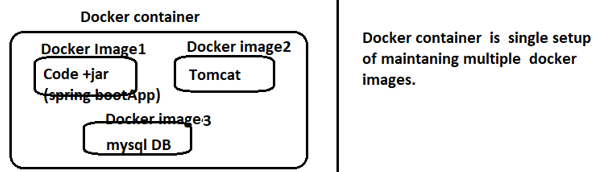 Docker container
Docker Image1
Code +jar
(spring bootApp)
Docker image2
Tomcat
Docker image3
mysql DB
Docker container is single setup
of maintaning multiple docker
images.